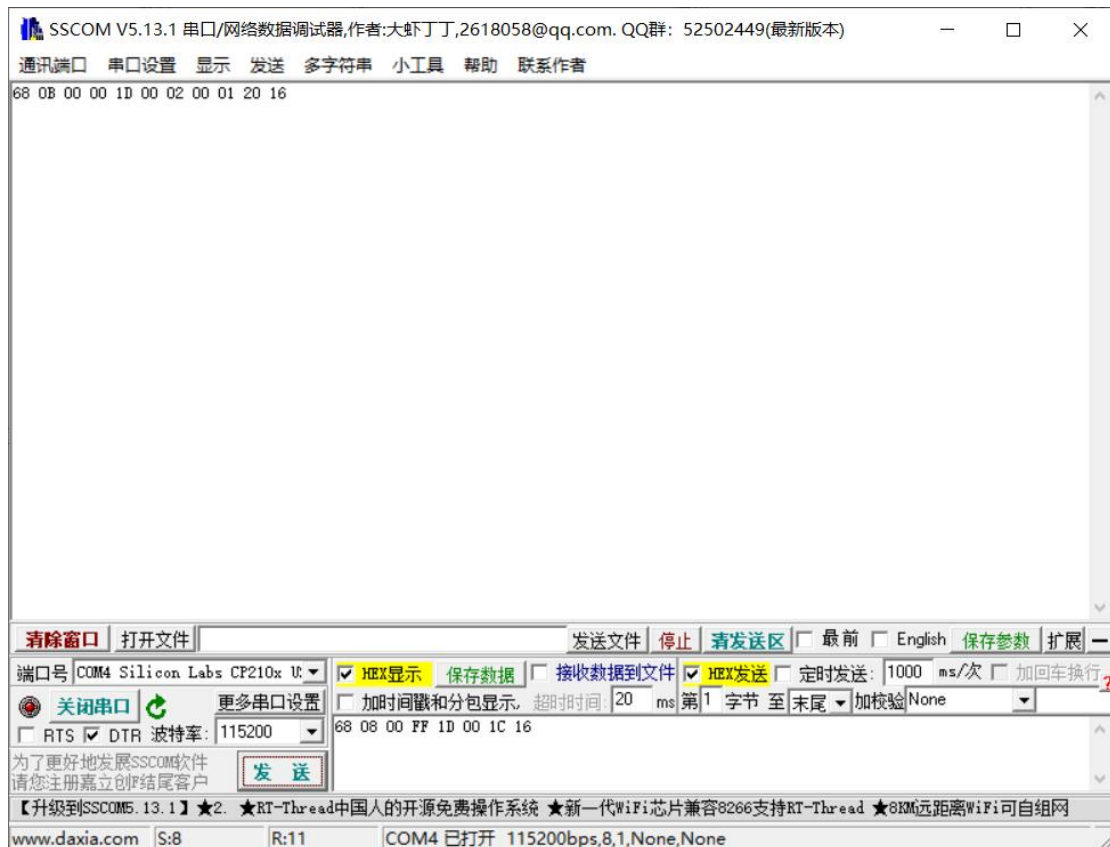 SSCOM V5.13.1 串口/网络数据调试器,作者:大虾丁丁,2618058@qq.com. QQ群: 52502449(最新版本)
通讯端口 串口设置 显示 发送 多字符串 小工具 帮助 联系作者
68 0B 00 00 1D 00 02 00 01 20 16
清除窗口 打开文件 发送文件 停止 清发送区 最前 English 保存参数 扩展
端口号 COM4 Silicon Labs CP210x HEX显示 保存数据 接收数据到文件 HEX发送 定时发送: 1000 ms/次 加回车换行
关闭串口 更多串口设置 加时间戳和分包显示, 超时时间: 20 ms 第1 字节 至 末尾 加校验 None
RTS DTR 波特率: 115200 68 08 00 FF 1D 00 1C 16
为了更好地发展SSCOM软件
请您注册嘉立创F结尾客户
发 送
【升级到SSCOM5.13.1】★2. ★RT-Thread中国人的开源免费操作系统 ★新一代WiFi芯片兼容8266支持RT-Thread ★8KM远距离WiFi可自组网
www.daxia.com S:8 R:11 COM4 已打开 115200bps,8,1,None,None